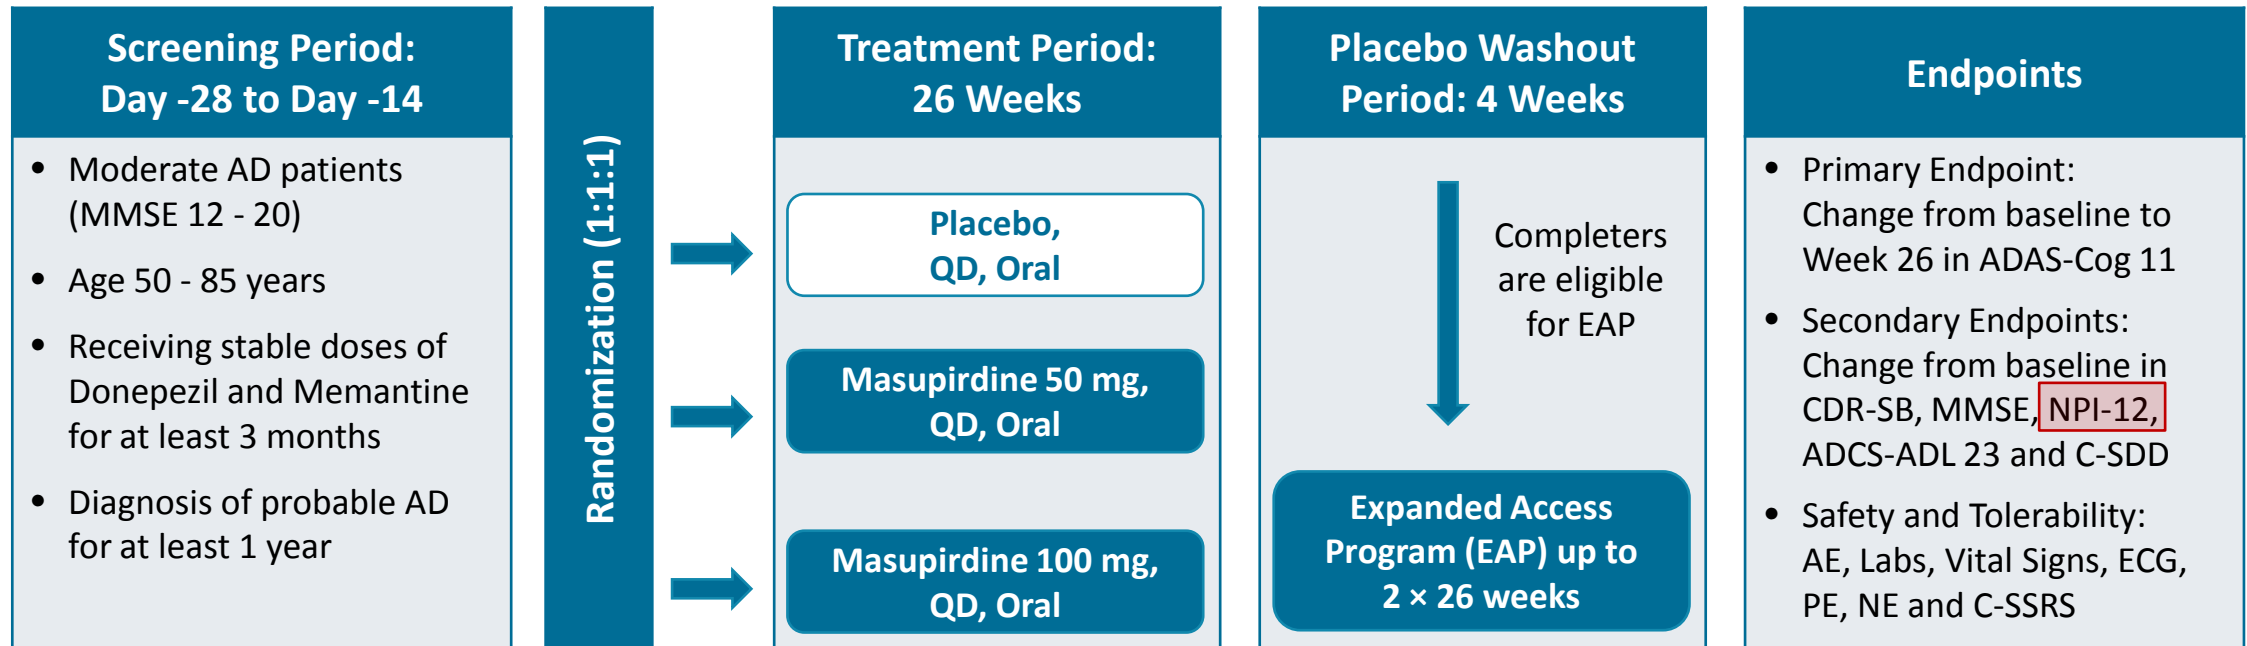 Screening Period:
Day -28 to Day -14
• Moderate AD patients
(MMSE 12 - 20)
• Age 50 - 85 years
• Receiving stable doses of
Donepezil and Memantine
for at least 3 months
• Diagnosis of probable AD
for at least 1 year
Randomization (1:1:1)
Treatment Period:
26 Weeks
Placebo,
QD, Oral
Masupirdine 50 mg,
QD, Oral
Masupirdine 100 mg,
QD, Oral
Placebo Washout
Period: 4 Weeks
Completers
are eligible
for EAP
Expanded Access
Program (EAP) up to
2 × 26 weeks
Endpoints
• Primary Endpoint:
Change from baseline to
Week 26 in ADAS-Cog 11
• Secondary Endpoints:
Change from baseline in
CDR-SB, MMSE, NPI-12,
ADCS-ADL 23 and C-SDD
• Safety and Tolerability:
AE, Labs, Vital Signs, ECG,
PE, NE and C-SSRS